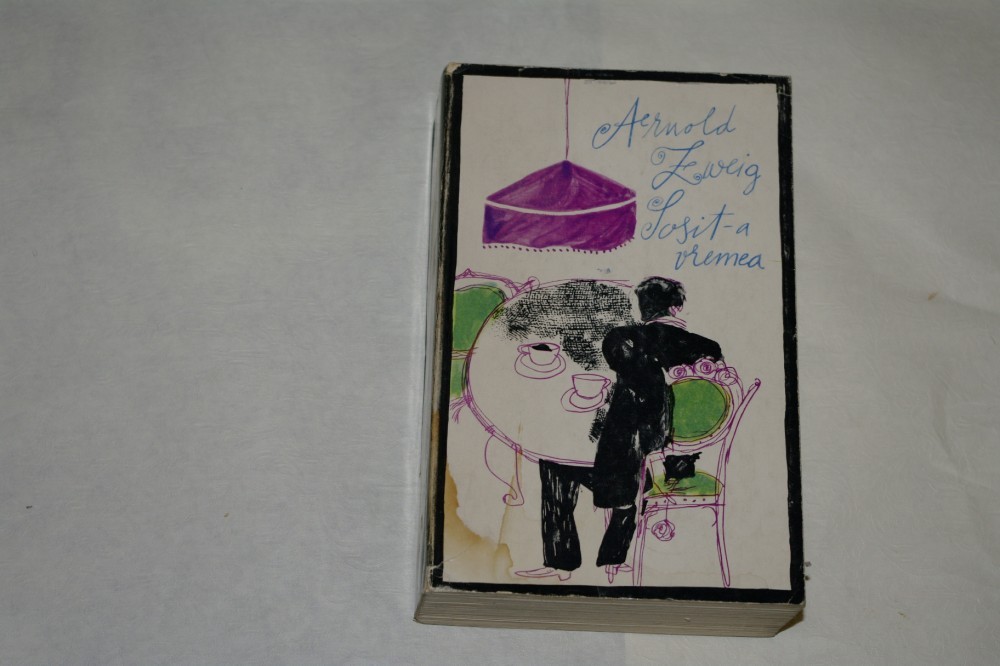 Arnold
Zweig
Sosit-a
vremea